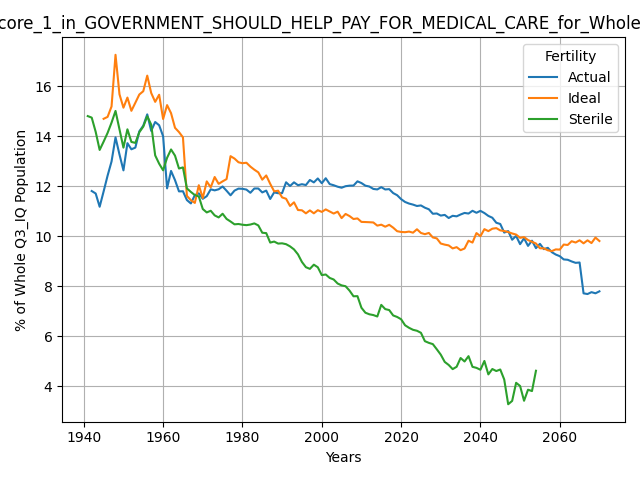 core_1_in_GOVERNMENT_SHOULD_HELP_PAY_FOR_MEDICAL_CARE_for_Whole
Fertility
Actual
Ideal
Sterile
% of Whole Q3_IQ Population
16
14
12
10
8
6
4
1940 1960 1980 2000 2020 2040 2060
Years